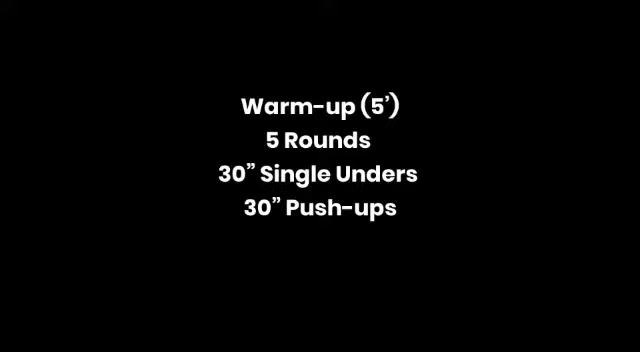 Warm-up (5’)
5 Rounds
30” Single Unders
30” Push-ups